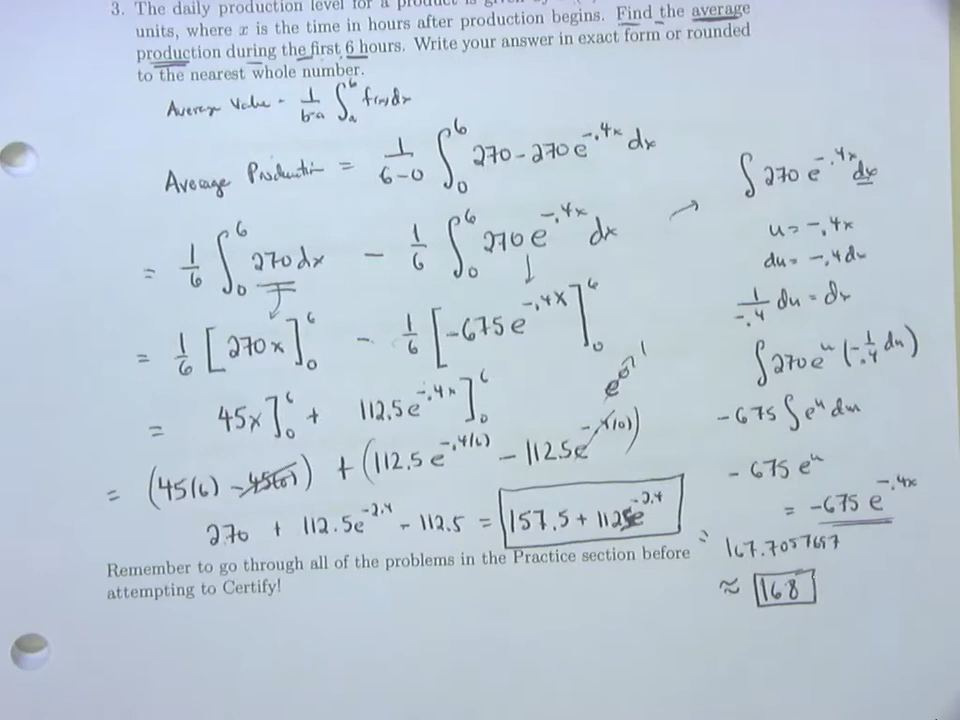 3. The daily production level for a product is given by
units, where x is the time in hours after production begins. Find the average
production during the first 6 hours. Write your answer in exact form or rounded
to the nearest whole number.
Average Value = 1/(b-a) ∫_a^b f(x)dx
Average Production = 1/(6-0) ∫_0^6 270 - 270e^(-.4x) dx
= 1/6 ∫_0^6 270dx - 1/6 ∫_0^6 270e^(-.4x) dx
= 1/6 [270x]_0^6 - 1/6 [-675e^(-.4x)]_0^6
= 45x]_0^6 + 112.5e^(-.4x)]_0^6
e^0 1
= (45(6) - 45(0)) + (112.5e^(-.4(6)) - 112.5e^(-.4(0)))
270 + 112.5e^(-2.4) - 112.5 = 157.5 + 112.5e^(-2.4)
∫ 270e^(-.4x) dx
u = -.4x
du = -.4dx
1/(-.4) du = dx
∫ 270e^u (-1/.4 du)
-675 ∫ e^u du
-675 e^u
= -675 e^(-.4x)
= 167.7057697
≈ 168
Remember to go through all of the problems in the Practice section before
attempting to Certify!